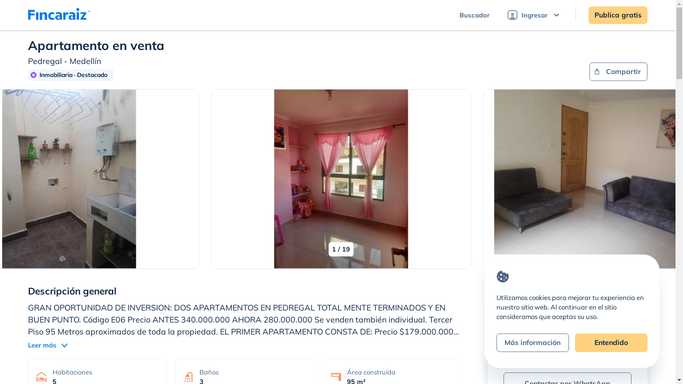 Fincaraiz
Buscador
Ingresar
Publica gratis
Apartamento en venta
Pedregal - Medellín
Inmobiliaria - Destacado
Compartir
1 / 19
Descripción general
GRAN OPORTUNIDAD DE INVERSION: DOS APARTAMENTOS EN PEDREGAL TOTAL MENTE TERMINADOS Y EN
BUEN PUNTO. Código E06 Precio ANTES 340.000.000 AHORA 280.000.000 Se venden también individual. Tercer
Piso 95 Metros aproximados de toda la propiedad. EL PRIMER APARTAMENTO CONSTA DE: Precio $179.000.000...
Leer más
Habitaciones
5
Baños
3
Área construida
95 m²
Utilizamos cookies para mejorar tu experiencia en
nuestro sitio web. Al continuar en el sitio
consideramos que aceptas su uso.
Más información
Entendido
Contactar por WhatsApp